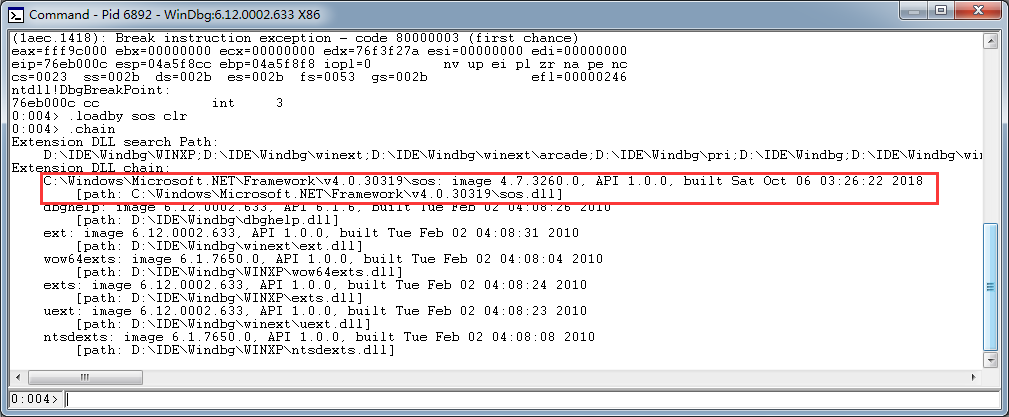 Command - Pid 6892 - WinDbg:6.12.0002.633 X86
(1aec.1418): Break instruction exception - code 80000003 (first chance)
eax=fff9c000 ebx=00000000 ecx=00000000 edx=76f3f27a esi=00000000 edi=00000000
eip=76eb000c esp=04a5f8cc ebp=04a5f8f8 iopl=0         nv up ei pl zr na pe nc
cs=0023  ss=002b  ds=002b  es=002b  fs=0053  gs=002b             efl=00000246
ntdll!DbgBreakPoint:
76eb000c cc              int     3
0:004> .loadby sos clr
0:004> .chain
Extension DLL search Path:
D:\IDE\Windbg\WINXP;D:\IDE\Windbg\winext;D:\IDE\Windbg\winext\arcade;D:\IDE\Windbg\pri;D:\IDE\Windbg;D:\IDE\Windbg\win
Extension DLL chain:
C:\Windows\Microsoft.NET\Framework\v4.0.30319\sos: image 4.7.3260.0, API 1.0.0, built Sat Oct 06 03:26:22 2018
[path: C:\Windows\Microsoft.NET\Framework\v4.0.30319\sos.dll]
dbghelp: image 6.12.0002.633, API 6.1.6, built Tue Feb 02 04:08:26 2010
[path: D:\IDE\Windbg\dbghelp.dll]
ext: image 6.12.0002.633, API 1.0.0, built Tue Feb 02 04:08:31 2010
[path: D:\IDE\Windbg\winext\ext.dll]
wow64exts: image 6.1.7650.0, API 1.0.0, built Tue Feb 02 04:08:04 2010
[path: D:\IDE\Windbg\WINXP\wow64exts.dll]
exts: image 6.12.0002.633, API 1.0.0, built Tue Feb 02 04:08:24 2010
[path: D:\IDE\Windbg\WINXP\exts.dll]
uext: image 6.12.0002.633, API 1.0.0, built Tue Feb 02 04:08:23 2010
[path: D:\IDE\Windbg\winext\uext.dll]
ntsdexts: image 6.1.7650.0, API 1.0.0, built Tue Feb 02 04:08:08 2010
[path: D:\IDE\Windbg\WINXP\ntsdexts.dll]
0:004>